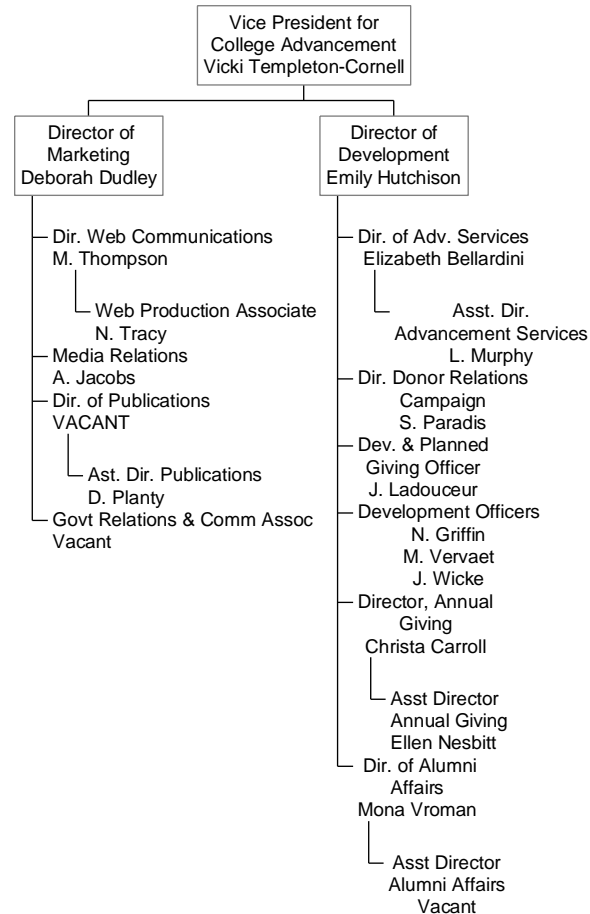 Vice President for
College Advancement
Vicki Templeton-Cornell
Director of
Marketing
Deborah Dudley
Dir. Web Communications
M. Thompson
Web Production Associate
N. Tracy
Media Relations
A. Jacobs
Dir. of Publications
VACANT
Ast. Dir. Publications
D. Planty
Govt Relations & Comm Assoc
Vacant
Director of
Development
Emily Hutchison
Dir. of Adv. Services
Elizabeth Bellardini
Asst. Dir.
Advancement Services
L. Murphy
Dir. Donor Relations
Campaign
S. Paradis
Dev. & Planned
Giving Officer
J. Ladouceur
Development Officers
N. Griffin
M. Vervaet
J. Wicke
Director, Annual
Giving
Christa Carroll
Asst Director
Annual Giving
Ellen Nesbitt
Dir. of Alumni
Affairs
Mona Vroman
Asst Director
Alumni Affairs
Vacant